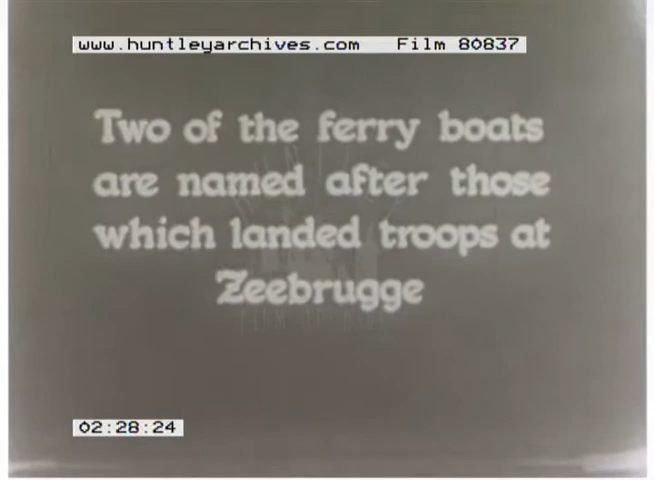 www.huntleyarchives.com Film 80837
Two of the ferry boats
are named after those
which landed troops at
Zeebrugge
02:28:24